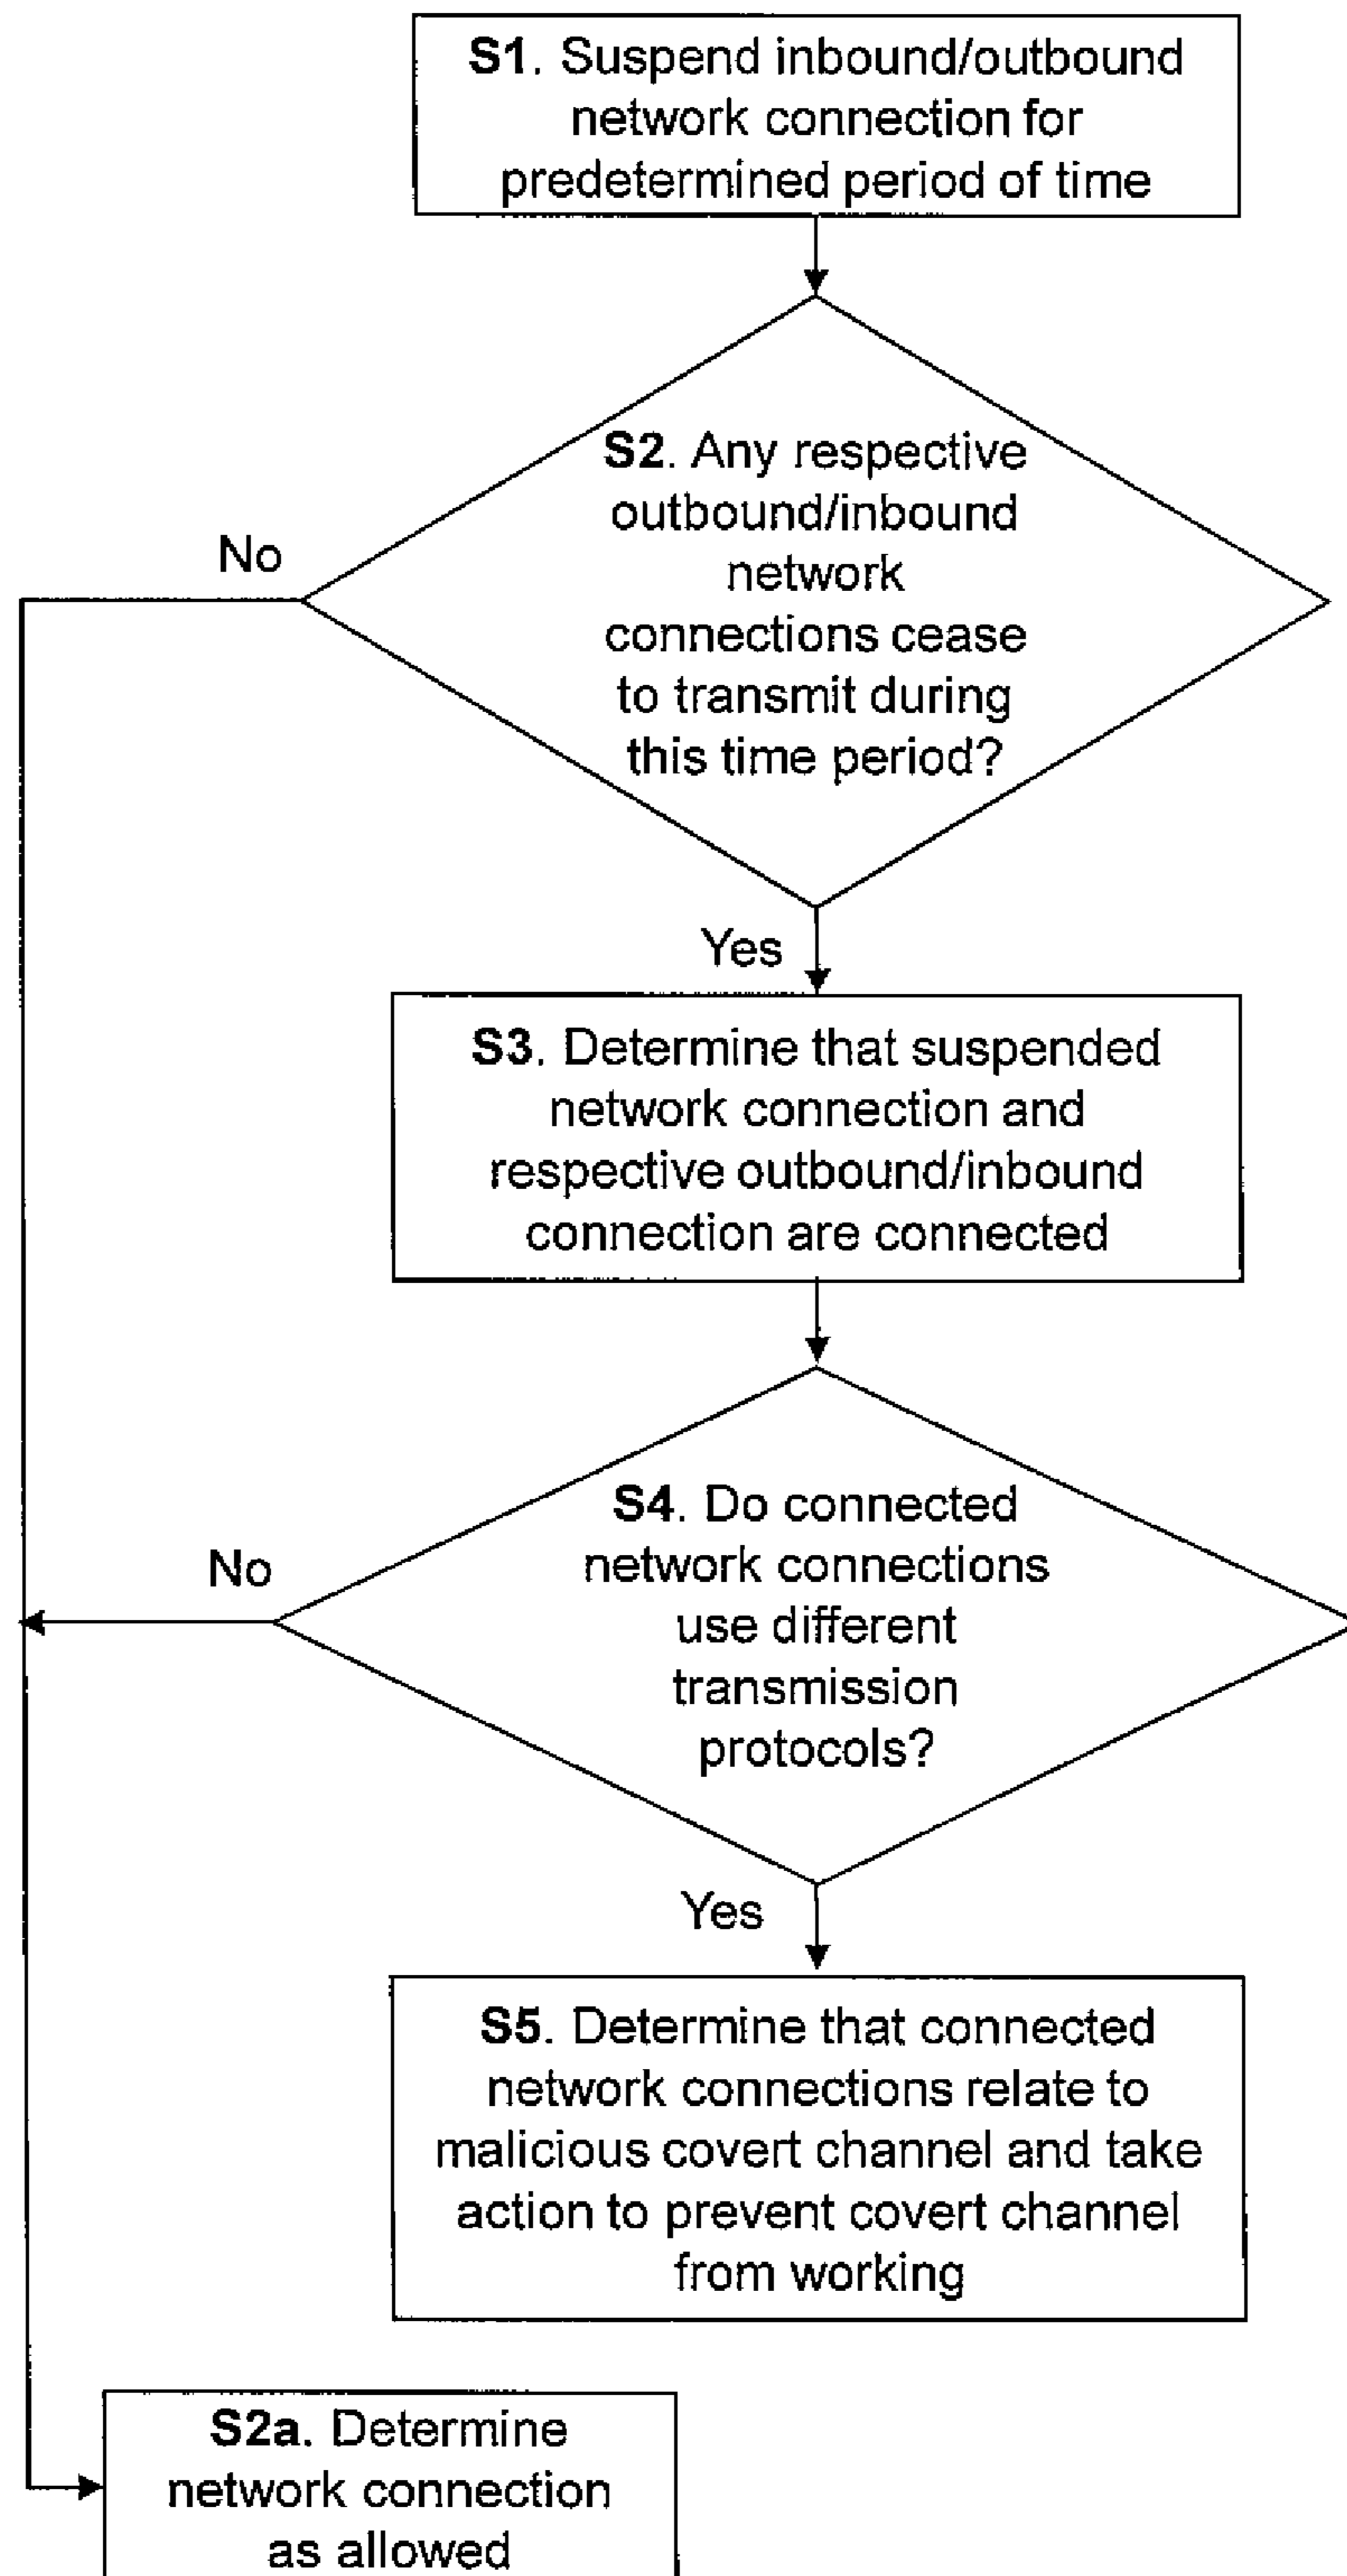 S1. Suspend inbound/outbound
network connection for
predetermined period of time
S2. Any respective
outbound/inbound
network
connections cease
to transmit during
this time period?
No
Yes
S3. Determine that suspended
network connection and
respective outbound/inbound
connection are connected
S4. Do connected
network connections
use different
transmission
protocols?
No
Yes
S5. Determine that connected
network connections relate to
malicious covert channel and take
action to prevent covert channel
from working
S2a. Determine
network connection
as allowed